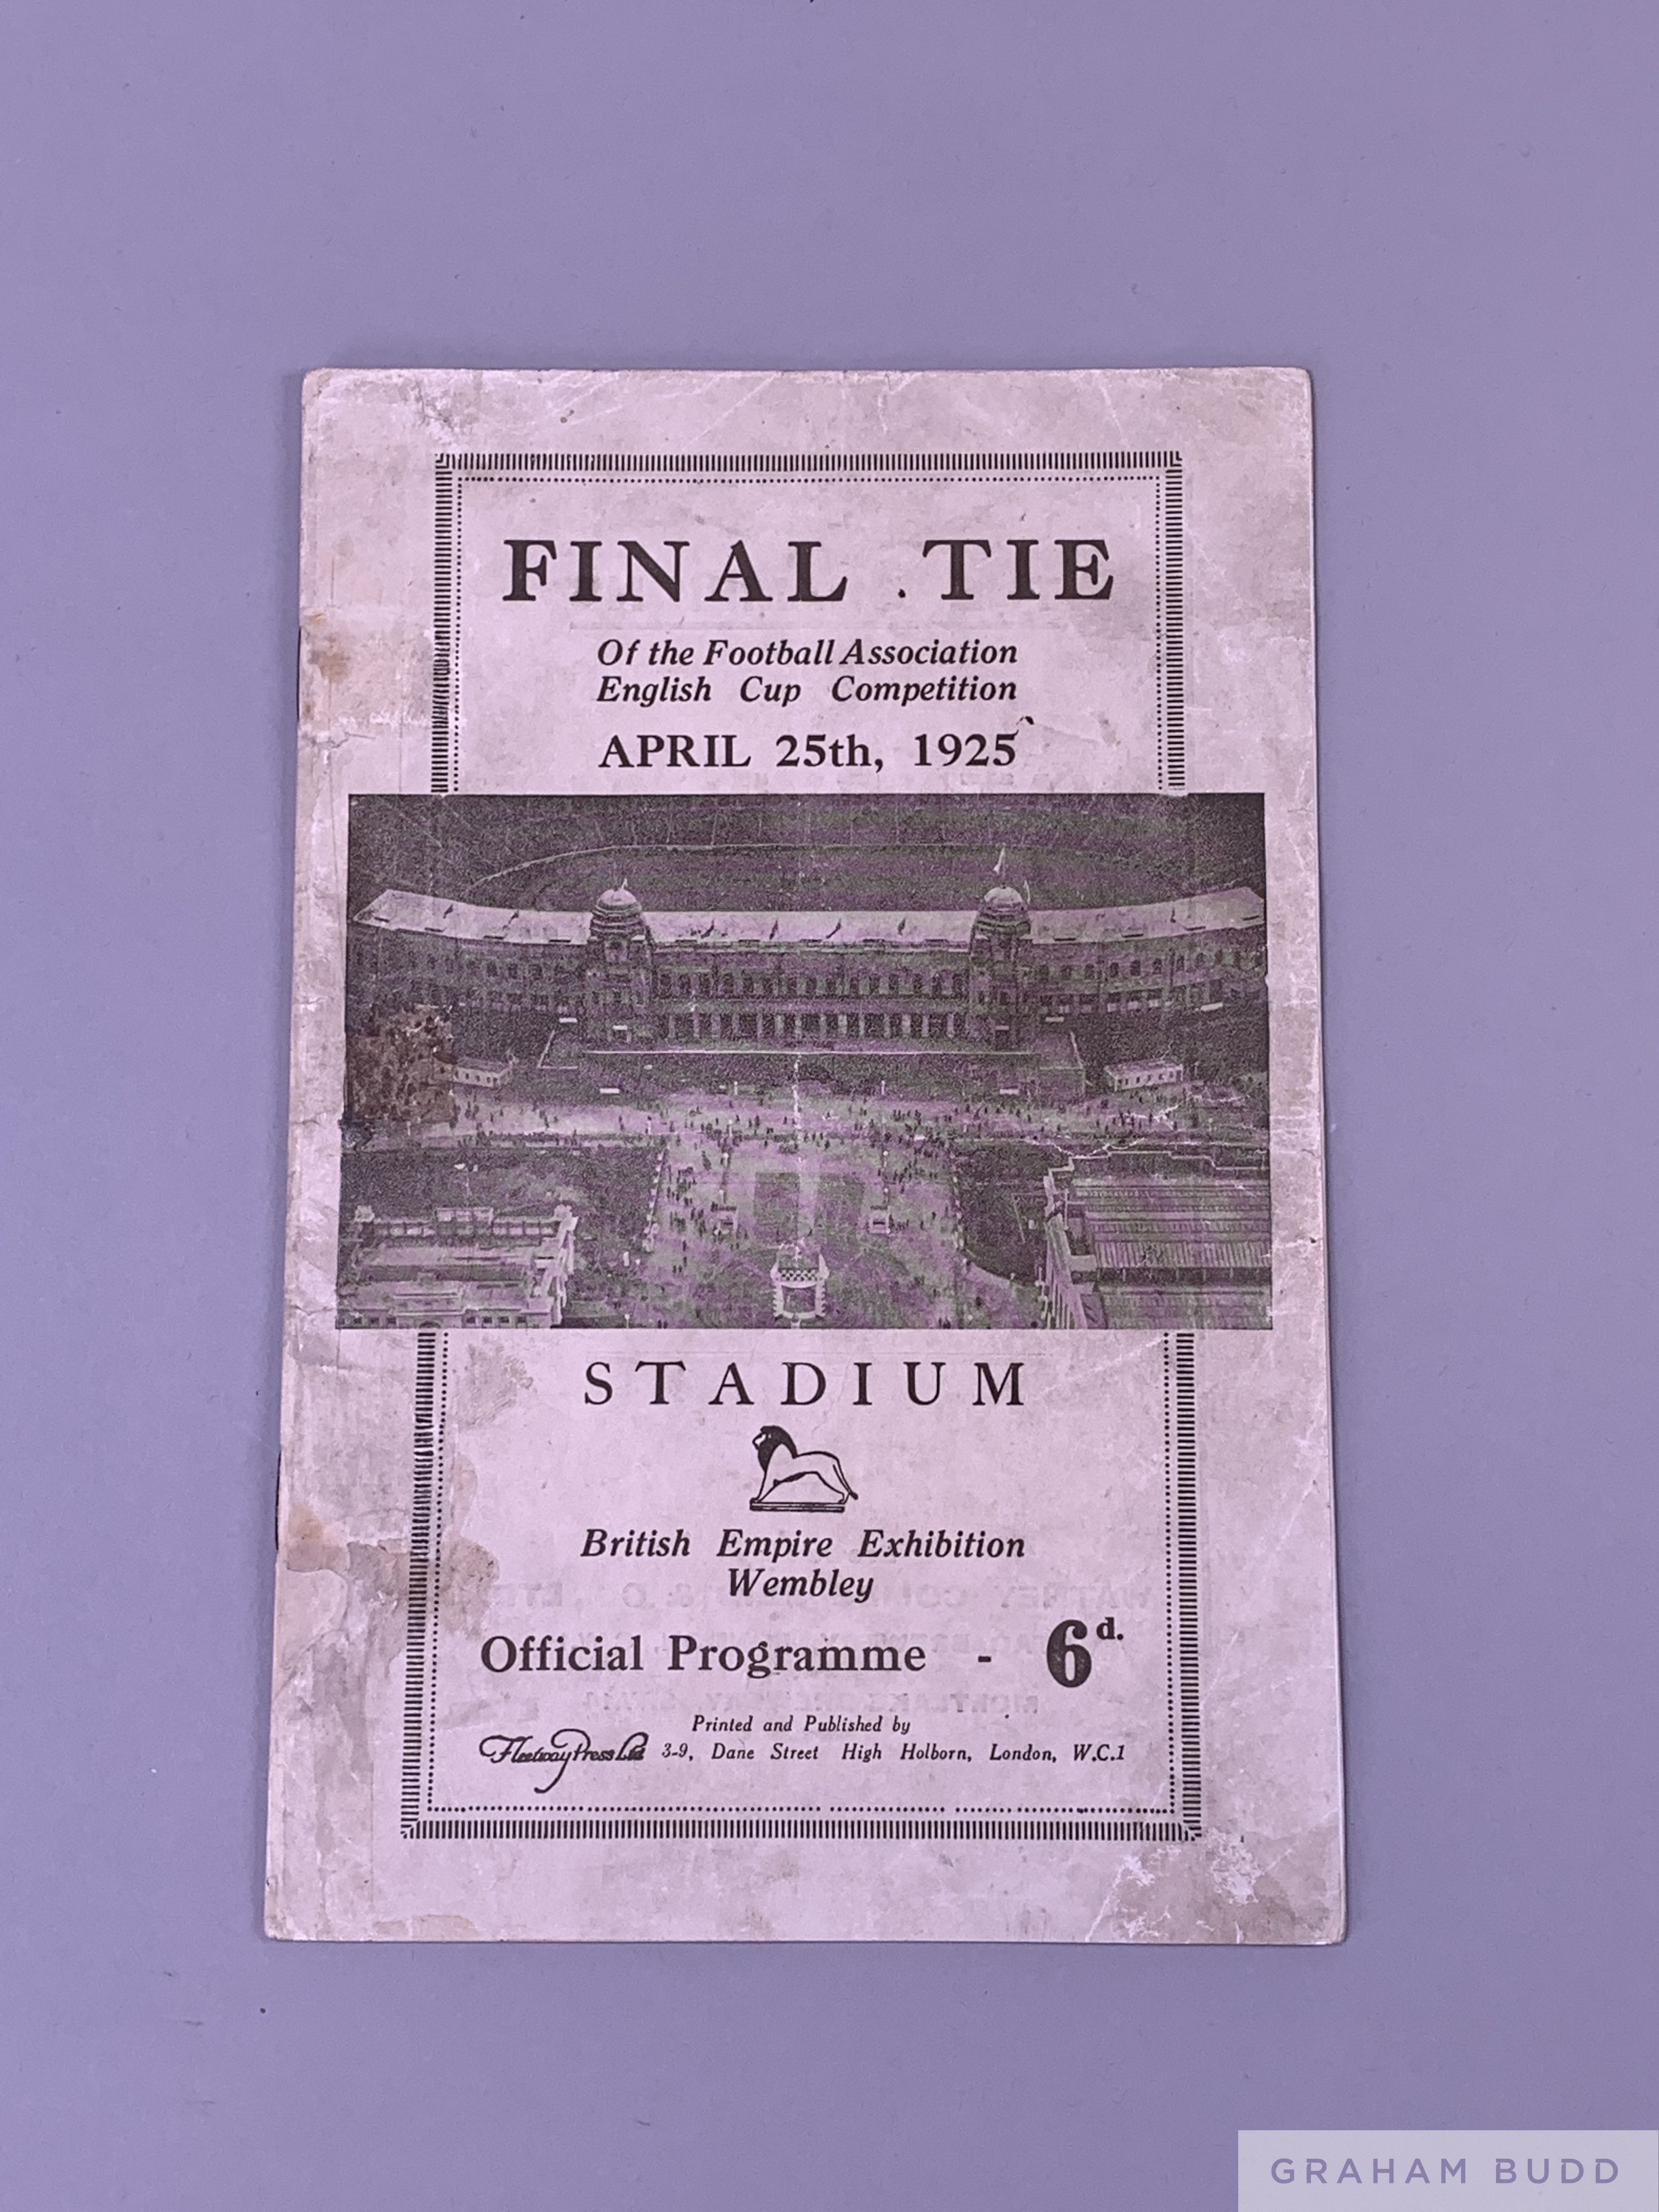 FINAL . TIE
Of the Football Association
English Cup Competition
APRIL 25th, 1925
STADIUM
British Empire Exhibition
Wembley
Official Programme - 6d.
Printed and Published by
Fleetway Press Ltd 3-9, Dane Street High Holborn, London, W.C.1
GRAHAM BUDD